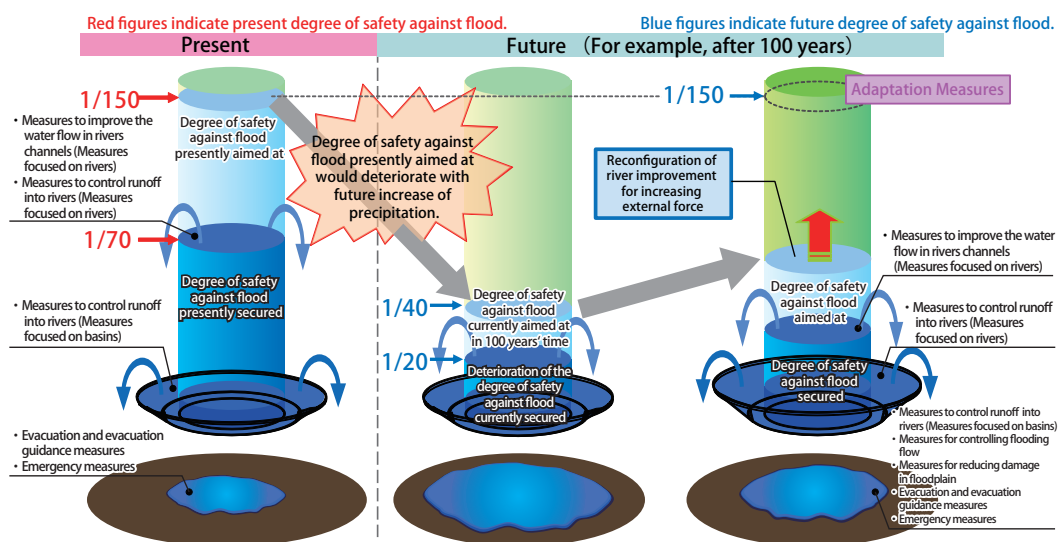 Red figures indicate present degree of safety against flood.
Blue figures indicate future degree of safety against flood.
Present
Future （For example, after 100 years）
1/150
Degree of safety
against flood
presently aimed at
・ Measures to improve the
water flow in rivers
channels (Measures
focused on rivers)
・ Measures to control runoff
into rivers (Measures
focused on rivers)
1/70
Degree of safety
against flood
presently secured
・ Measures to control runoff
into rivers (Measures
focused on basins)
・ Evacuation and evacuation
guidance measures
・ Emergency measures
Degree of safety against
flood presently aimed at
would deteriorate with
future increase of
precipitation.
1/40
Degree of safety
against flood
currently aimed at
in 100 years' time
1/20
Deterioration of the
degree of safety
against flood
currently secured
1/150
Adaptation Measures
Reconfiguration of
river improvement
for increasing
external force
Degree of safety
against flood
aimed at
Degree of safety
against flood
secured
・ Measures to improve the water
flow in rivers channels
(Measures focused on rivers)
・ Measures to control runoff
into rivers (Measures
focused on rivers)
・ Measures to control runoff into
rivers (Measures focused on basins)
・ Measures for controlling flooding
flow
・ Measures for reducing damage
in floodplain
・ Evacuation and evacuation
guidance measures
・ Emergency measures